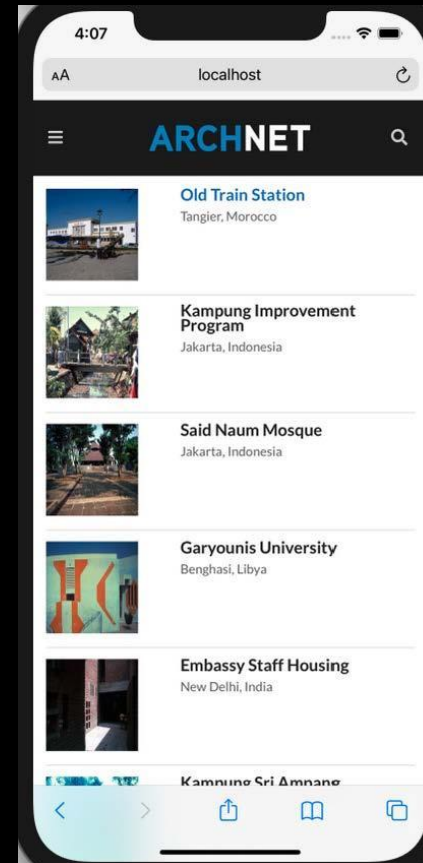 4:07
AA
localhost
ARCHNET
Old Train Station
Tangier, Morocco
Kampung Improvement
Program
Jakarta, Indonesia
Said Naum Mosque
Jakarta, Indonesia
Garyounis University
Benghasi, Libya
Embassy Staff Housing
New Delhi, India
Kampung Sri Ampang